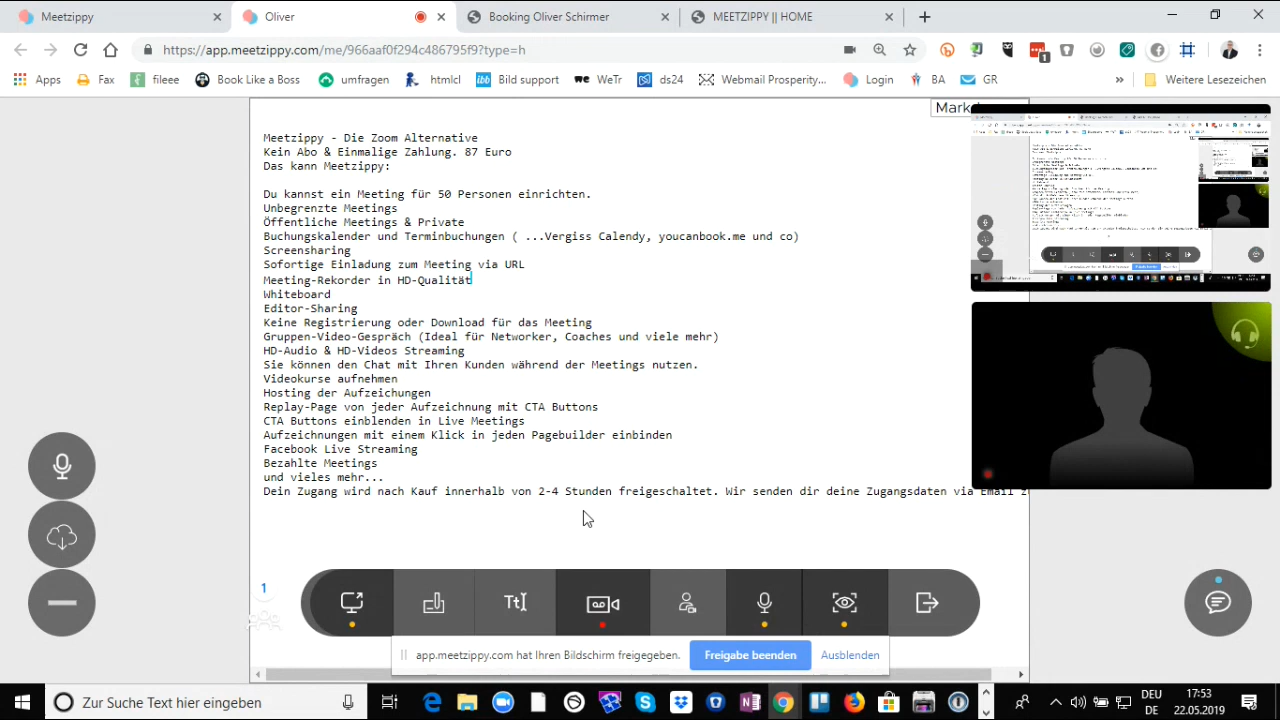 Meetzippy
Oliver
Booking Oliver Schirmer
MEETZIPPY || HOME
https://app.meetzippy.com/me/966aaf0f294c486795f9?type=h
1
Apps
Fax
fileee
Book Like a Boss
umfragen
htmlcl
ibb Bild support
we WeTr
ds24
Webmail Prosperity...
Login
BA
GR
»
Weitere Lesezeichen
Meetzippy Deine Zoom Alternative
Kein Abo & Einmalige Zahlung. 87 Euro
Das kann Meetzippy:
Du kannst ein Meeting für 50 Personen einladen.
Unbegrenzte Meetings
Öffentliche Meetings & Private
Buchungskalender und Terminbuchungen ( ...Vergiss Calendy, youcanbook.me und co)
Screensharing
Sofortige Einladung zum Meeting via URL
Meeting-Rekorder in HD-Qualität
Whiteboard
Editor-Sharing
Keine Registrierung oder Download für das Meeting
Gruppen-Video-Gespräch (Ideal für Networker, Coaches und viele mehr)
HD-Audio & HD-Videos Streaming
Sie können den Chat mit Ihren Kunden während der Meetings nutzen.
Videokurse aufnehmen
Hosting der Aufzeichungen
Replay-Page von jeder Aufzeichnung mit CTA Buttons
CTA Buttons einblenden in Live Meetings
Aufzeichnungen mit einem Klick in jeden Pagebuilder einbinden
Facebook Live Streaming
Bezahlte Meetings
und vieles mehr...
Dein Zugang wird nach Kauf innerhalb von 2-4 Stunden freigeschaltet. Wir senden dir deine Zugangsdaten via Email
1
Tt
app.meetzippy.com hat Ihren Bildschirm freigegeben.
Freigabe beenden
Ausblenden
Zur Suche Text hier eingeben
DEU
DE
17:53
22.05.2019